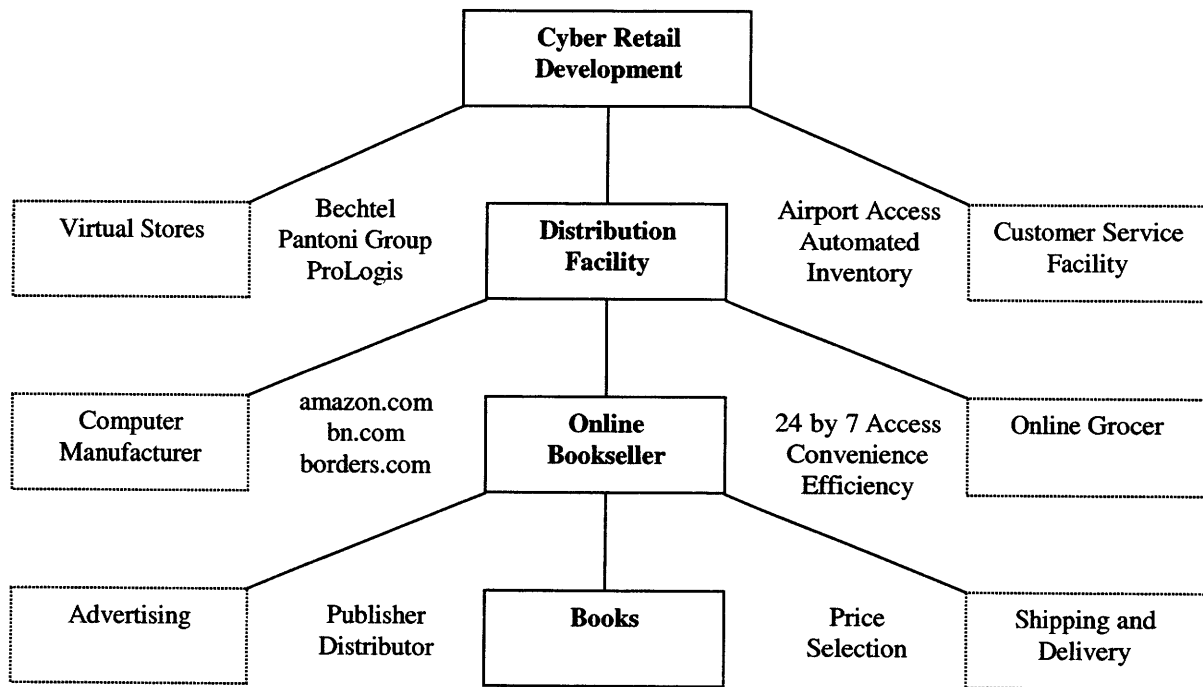 Cyber Retail
Development
Virtual Stores
Bechtel
Pantoni Group
ProLogis
Distribution
Facility
Airport Access
Automated
Inventory
Customer Service
Facility
Computer
Manufacturer
amazon.com
bn.com
borders.com
Online
Bookseller
24 by 7 Access
Convenience
Efficiency
Online Grocer
Advertising
Publisher
Distributor
Books
Price
Selection
Shipping and
Delivery